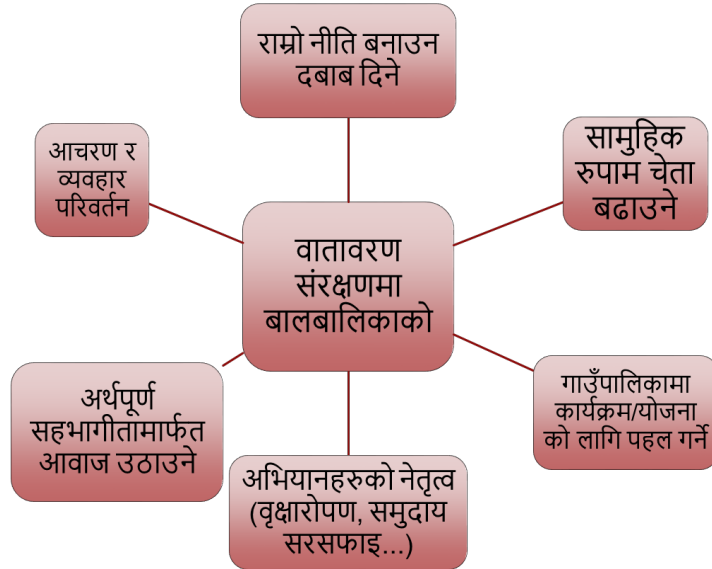 राम्रो नीति बनाउन
दबाब दिने
सामुहिक
रुपाम चेता
बढाउने
आचरण र
व्यवहार
परिवर्तन
वातावरण
संरक्षणमा
बालबालिकाको
गाउँपालिकामा
कार्यक्रम/योजना
को लागि पहल गर्ने
अर्थपूर्ण
सहभागीतामार्फत
आवाज उठाउने
अभियानहरुको नेतृत्व
(वृक्षारोपण, समुदाय
सरसफाइ...)